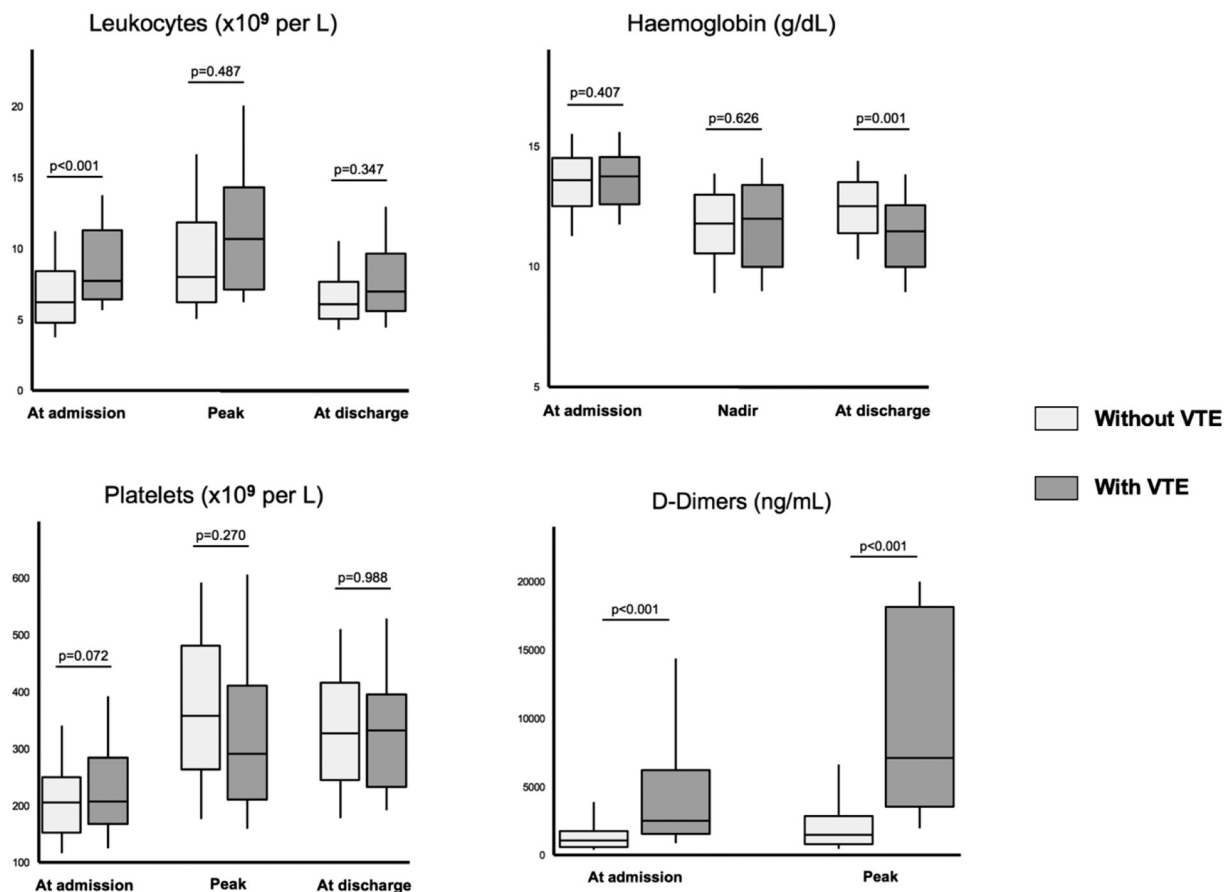 Leukocytes (x10⁹ per L)
20
15
10
5
0
p<0.001
p=0.487
p=0.347
At admission
Peak
At discharge
Haemoglobin (g/dL)
15
10
5
p=0.407
p=0.626
p=0.001
At admission
Nadir
At discharge
Without VTE
With VTE
Platelets (x10⁹ per L)
600
500
400
300
200
100
p=0.072
p=0.270
p=0.988
At admission
Peak
At discharge
D-Dimers (ng/mL)
20000
15000
10000
5000
0
p<0.001
p<0.001
At admission
Peak